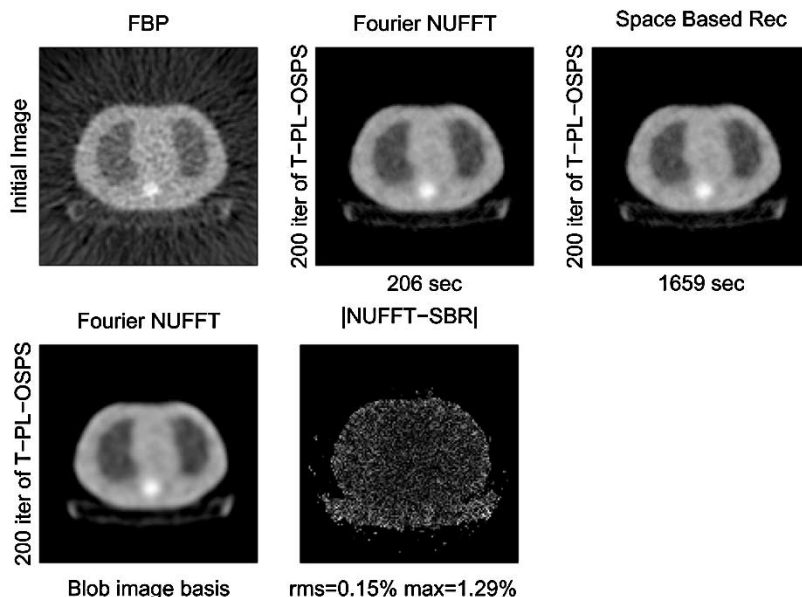 FBP
Fourier NUFFT
Space Based Rec
Initial Image
200 iter of T-PL-OSPS
200 iter of T-PL-OSPS
206 sec
1659 sec
Fourier NUFFT
|NUFFT-SBR|
200 iter of T-PL-OSPS
Blob image basis
rms=0.15% max=1.29%